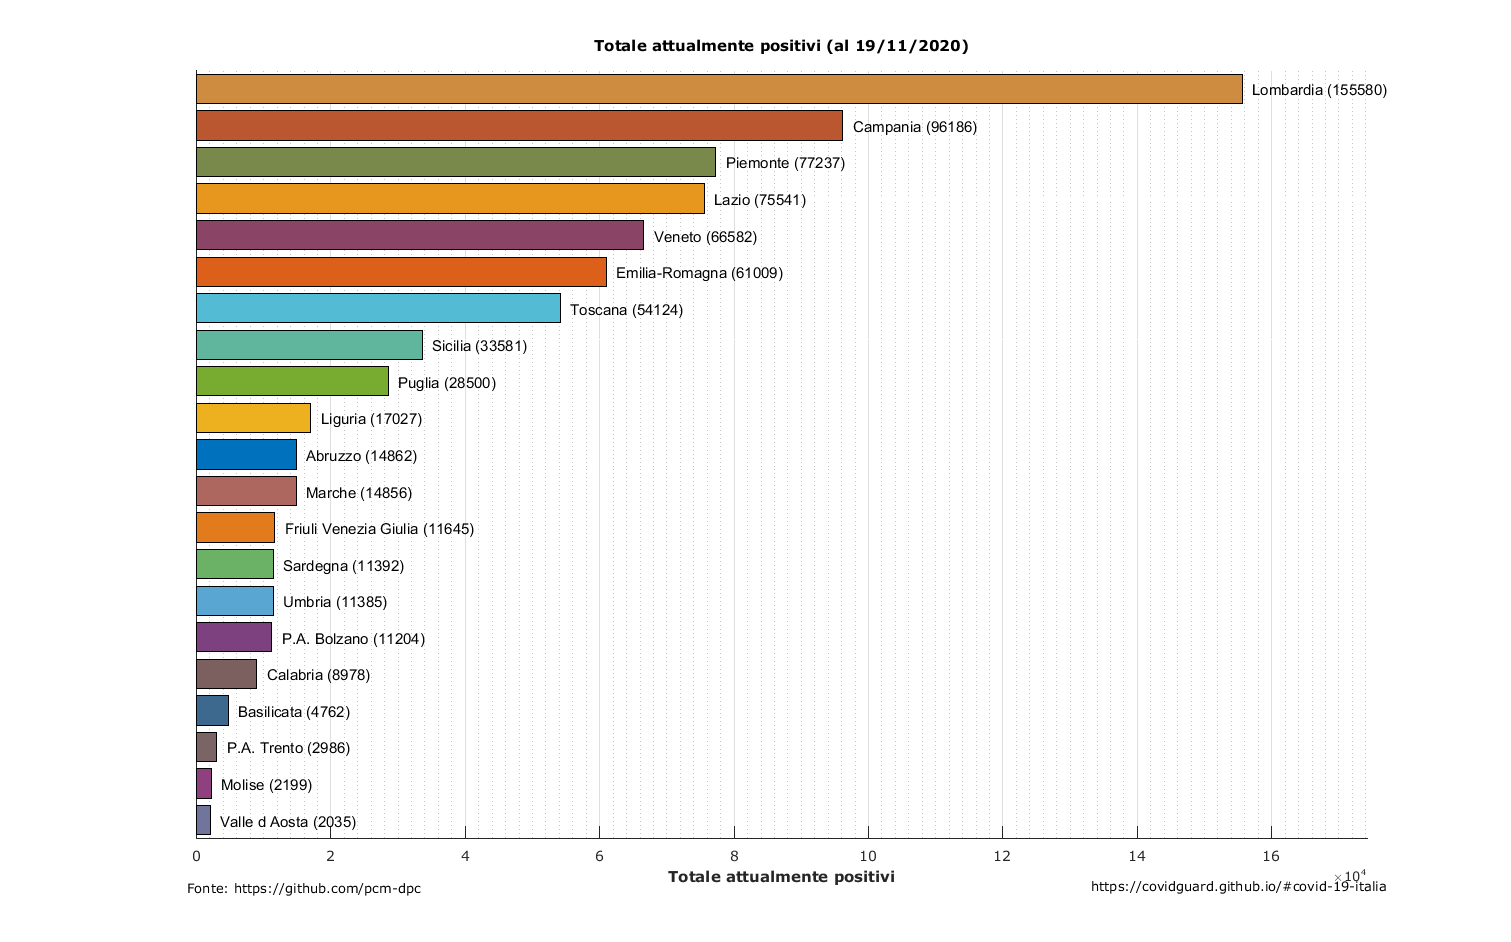 Totale attualmente positivi (al 19/11/2020)
Lombardia (155580)
Campania (96186)
Piemonte (77237)
Lazio (75541)
Veneto (66582)
Emilia-Romagna (61009)
Toscana (54124)
Sicilia (33581)
Puglia (28500)
Liguria (17027)
Abruzzo (14862)
Marche (14856)
Friuli Venezia Giulia (11645)
Sardegna (11392)
Umbria (11385)
P.A. Bolzano (11204)
Calabria (8978)
Basilicata (4762)
P.A. Trento (2986)
Molise (2199)
Valle d Aosta (2035)
0 2 4 6 8 10 12 14 16
×10⁴
Totale attualmente positivi
Fonte: https://github.com/pcm-dpc
https://covidguard.github.io/#covid-19-italia